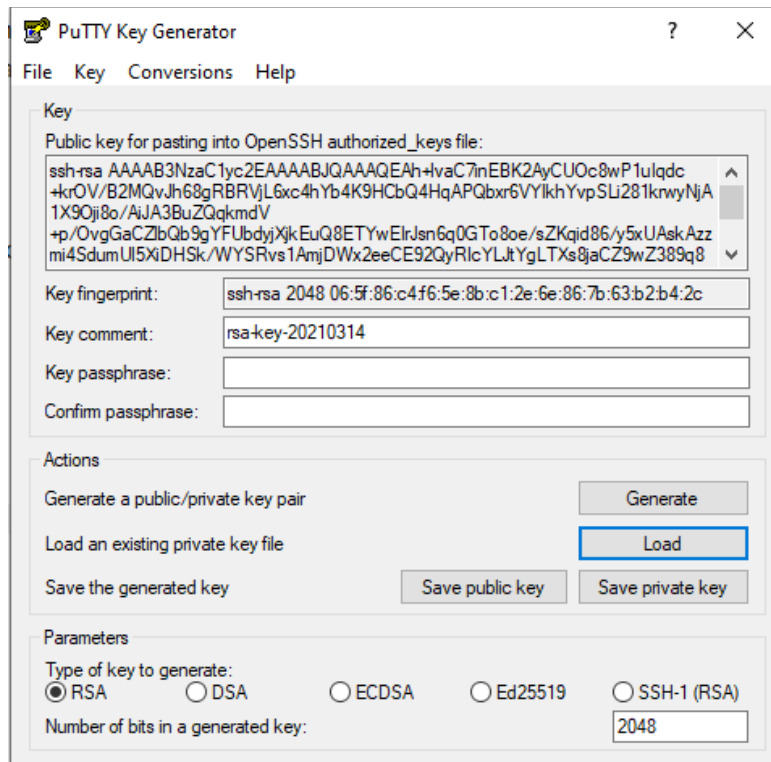 PuTTY Key Generator
File Key Conversions Help
Key
Public key for pasting into OpenSSH authorized_keys file:
ssh-rsa AAAAB3NzaC1yc2EAAAABJQAAAQEAh+lvaC7inEBK2AyCUOc8wP1ulqdc
+krOV/B2MQvJh68gRBRVjL6xc4hYb4K9HCbQ4HqAPQbxr6VYlkhYvpSLi281krwyNjA
1X9Oji8o/AiJA3BuZQqkmdV
+p/OvgGaCZlbQb9gYFUbdyjXjkEuQ8ETYwElrJsn6q0GTo8oe/sZKqid86/y5xUAskAzz
mi4SdumUl5XiDHSk/WYSRvs1AmjDWx2eeCE92QyRlcYLJtYgLTXs8jaCZ9wZ389q8
Key fingerprint: ssh-rsa 2048 06:5f:86:c4:f6:5e:8b:c1:2e:6e:86:7b:63:b2:b4:2c
Key comment: rsa-key-20210314
Key passphrase:
Confirm passphrase:
Actions
Generate a public/private key pair Generate
Load an existing private key file Load
Save the generated key Save public key Save private key
Parameters
Type of key to generate:
RSA DSA ECDSA Ed25519 SSH-1 (RSA)
Number of bits in a generated key: 2048